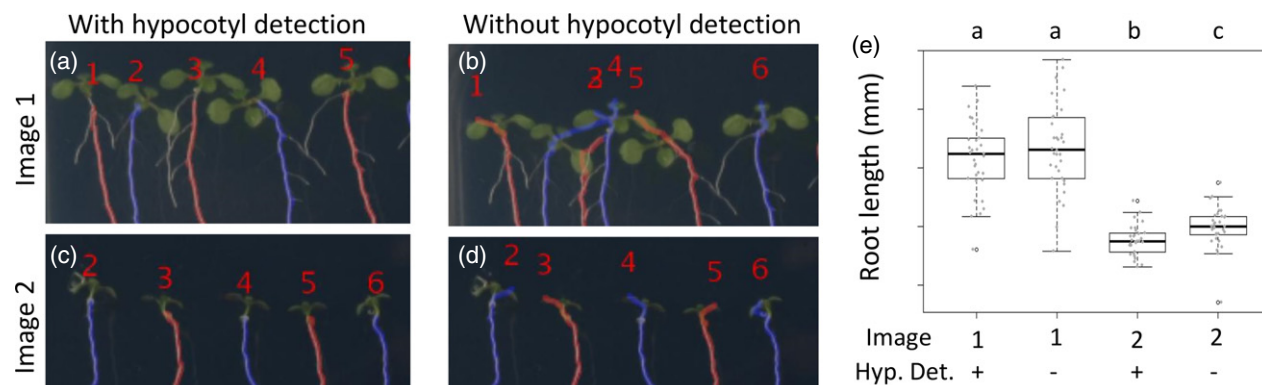 With hypocotyl detection
Without hypocotyl detection
Image 1
(a)
1 2 3 4 5
(b)
1 2 3 4 5 6
Image 2
(c)
2 3 4 5 6
(d)
2 3 4 5 6
(e)
a a b c
Root length (mm)
Image 1 1 2 2
Hyp. Det. + - + -